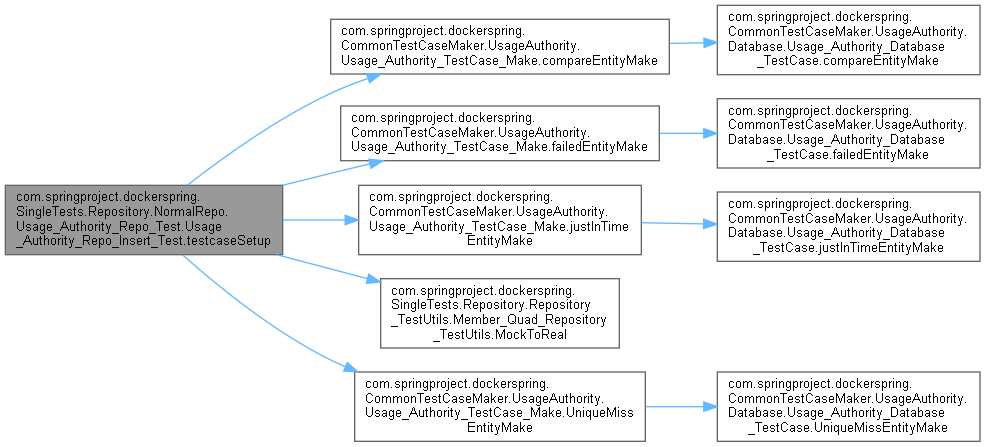 com.springproject.dockerspring.
SingleTests.Repository.NormalRepo.
Usage_Authority_Repo_Test.Usage
_Authority_Repo_Insert_Test.testcaseSetup
com.springproject.dockerspring.
CommonTestCaseMaker.UsageAuthority.
Usage_Authority_TestCase_Make.compareEntityMake
com.springproject.dockerspring.
CommonTestCaseMaker.UsageAuthority.
Database.Usage_Authority_Database
_TestCase.compareEntityMake
com.springproject.dockerspring.
CommonTestCaseMaker.UsageAuthority.
Usage_Authority_TestCase_Make.failedEntityMake
com.springproject.dockerspring.
CommonTestCaseMaker.UsageAuthority.
Database.Usage_Authority_Database
_TestCase.failedEntityMake
com.springproject.dockerspring.
CommonTestCaseMaker.UsageAuthority.
Usage_Authority_TestCase_Make.justInTime
EntityMake
com.springproject.dockerspring.
CommonTestCaseMaker.UsageAuthority.
Database.Usage_Authority_Database
_TestCase.justInTimeEntityMake
com.springproject.dockerspring.
SingleTests.Repository.Repository
_TestUtils.Member_Quad_Repository
_TestUtils.MockToReal
com.springproject.dockerspring.
CommonTestCaseMaker.UsageAuthority.
Usage_Authority_TestCase_Make.UniqueMiss
EntityMake
com.springproject.dockerspring.
CommonTestCaseMaker.UsageAuthority.
Database.Usage_Authority_Database
_TestCase.UniqueMissEntityMake